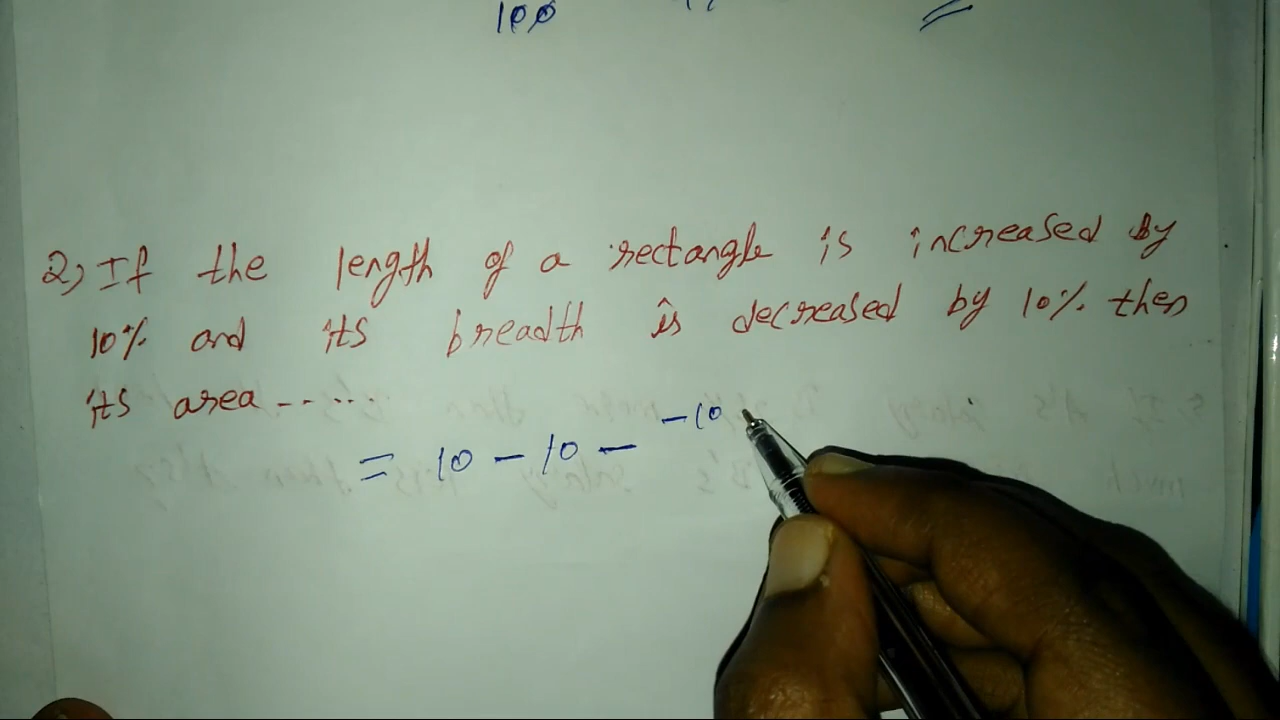 100
2) If the length of a rectangle is increased by
10% and its breadth is decreased by 10% then
its area ------
= 10 - 10 - -10